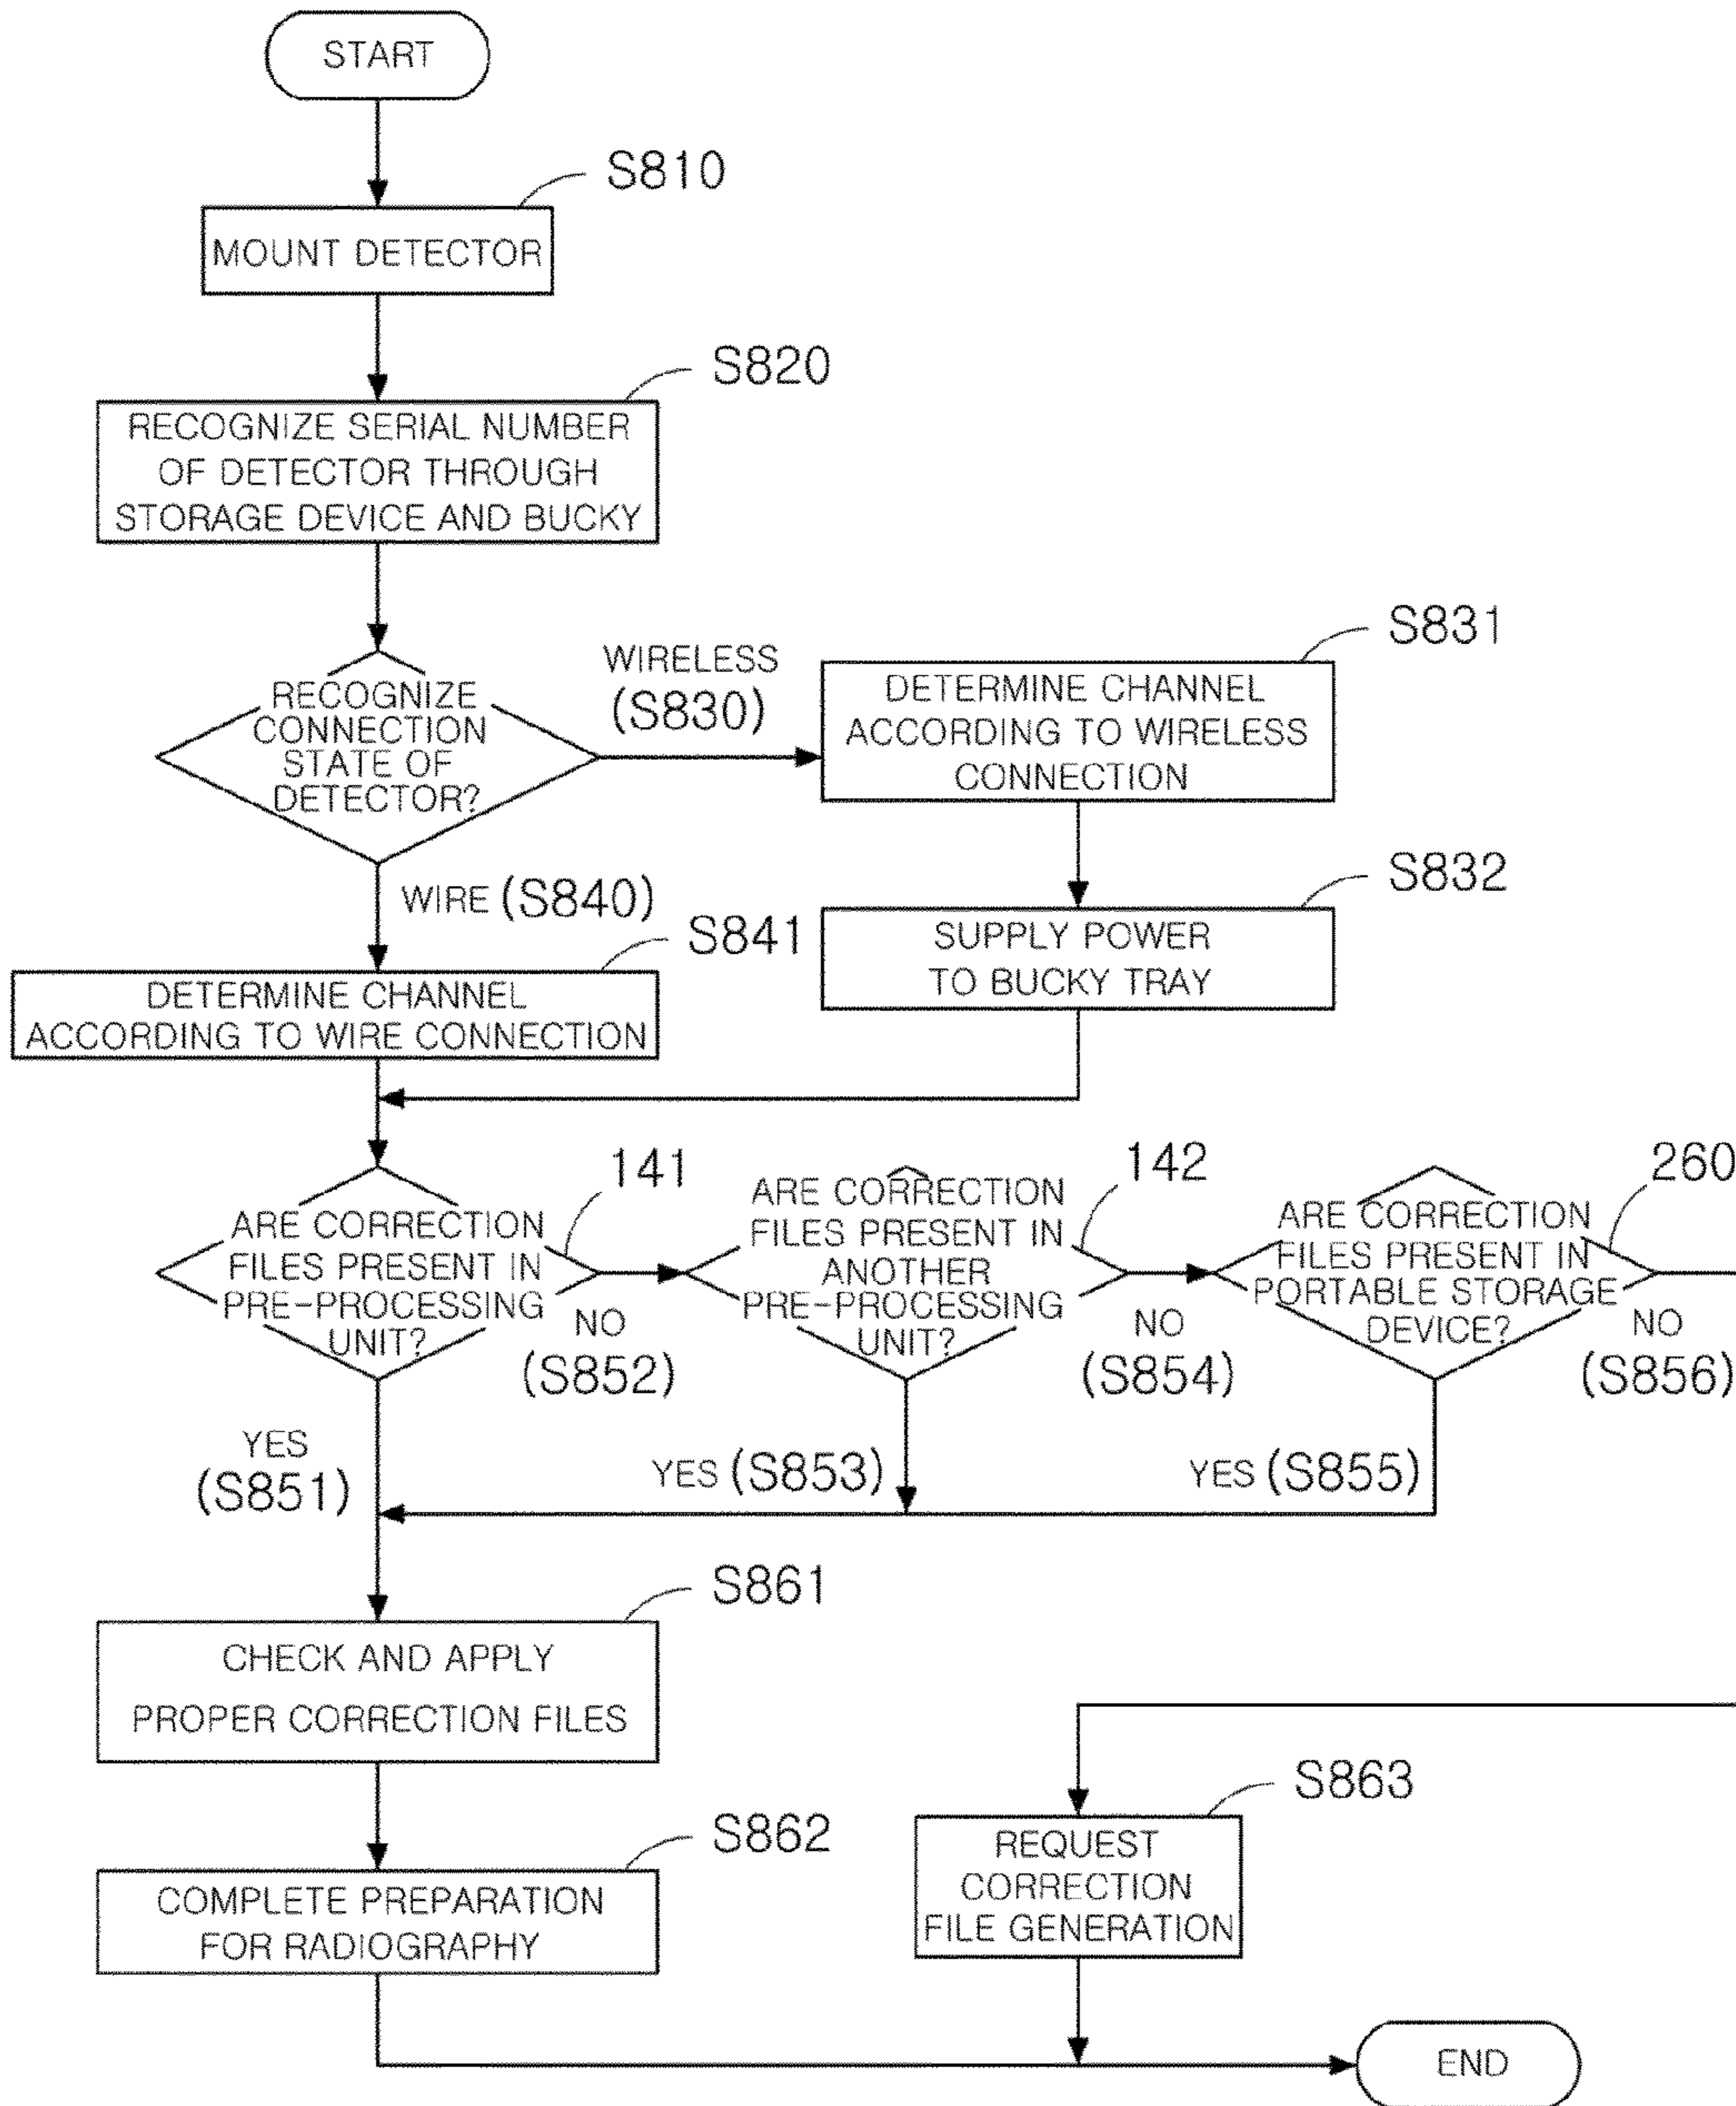 START
S810
MOUNT DETECTOR
S820
RECOGNIZE SERIAL NUMBER
OF DETECTOR THROUGH
STORAGE DEVICE AND BUCKY
RECOGNIZE
CONNECTION
STATE OF
DETECTOR?
WIRELESS
(S830)
S831
DETERMINE CHANNEL
ACCORDING TO WIRELESS
CONNECTION
WIRE (S840)
S832
SUPPLY POWER
TO BUCKY TRAY
S841
DETERMINE CHANNEL
ACCORDING TO WIRE CONNECTION
141
ARE CORRECTION
FILES PRESENT IN
PRE-PROCESSING
UNIT?
NO
(S852)
142
ARE CORRECTION
FILES PRESENT IN
ANOTHER
PRE-PROCESSING
UNIT?
NO
(S854)
260
ARE CORRECTION
FILES PRESENT IN
PORTABLE STORAGE
DEVICE?
NO
(S856)
YES
(S851)
YES (S853)
YES (S855)
S861
CHECK AND APPLY
PROPER CORRECTION FILES
S862
COMPLETE PREPARATION
FOR RADIOGRAPHY
S863
REQUEST
CORRECTION
FILE GENERATION
END